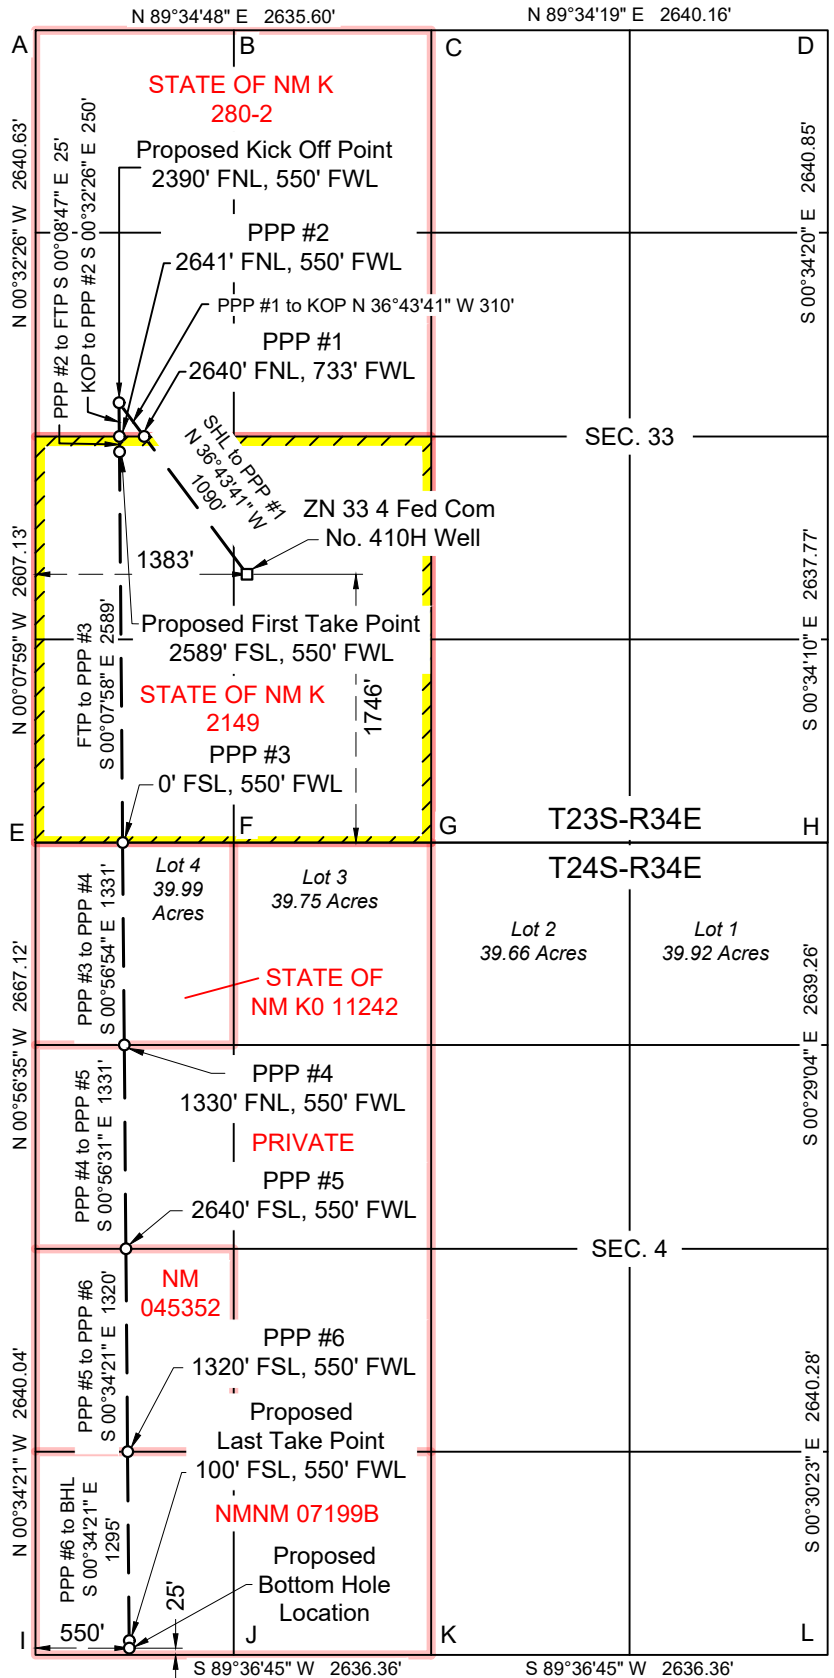 N 89°34'48" E 2635.60'
N 89°34'19" E 2640.16'
A
B
C
D
STATE OF NM K
280-2
Proposed Kick Off Point
2390' FNL, 550' FWL
PPP #2
2641' FNL, 550' FWL
PPP #1 to KOP N 36°43'41" W 310'
PPP #1
2640' FNL, 733' FWL
N 00°32'26" W 2640.63'
PPP #2 to FTP S 00°08'47" E 25'
KOP to PPP #2 S 00°32'26" E 250'
S 00°34'20" E 2640.85'
SHL to PPP #1
N 36°43'41" W
1090'
SEC. 33
ZN 33 4 Fed Com
No. 410H Well
1383'
Proposed First Take Point
2589' FSL, 550' FWL
STATE OF NM K
2149
1746'
PPP #3
0' FSL, 550' FWL
N 00°07'59" W 2607.13'
FTP to PPP #3
S 00°07'58" E 2589'
S 00°34'10" E 2637.77'
E
F
G
H
T23S-R34E
T24S-R34E
Lot 4
39.99
Acres
Lot 3
39.75 Acres
Lot 2
39.66 Acres
Lot 1
39.92 Acres
STATE OF
NM K0 11242
N 00°56'35" W 2667.12'
PPP #3 to PPP #4
S 00°56'54" E 1331'
S 00°29'04" E 2639.26'
PPP #4
1330' FNL, 550' FWL
PRIVATE
PPP #4 to PPP #5
S 00°56'31" E 1331'
PPP #5
2640' FSL, 550' FWL
SEC. 4
NM
045352
PPP #6
1320' FSL, 550' FWL
N 00°34'21" W 2640.04'
PPP #5 to PPP #6
S 00°34'21" E 1320'
S 00°30'23" E 2640.28'
Proposed
Last Take Point
100' FSL, 550' FWL
NMNM 07199B
PPP #6 to BHL
S 00°34'21" E
1295'
Proposed
Bottom Hole
Location
25'
550'
I
J
K
L
S 89°36'45" W 2636.36'
S 89°36'45" W 2636.36'